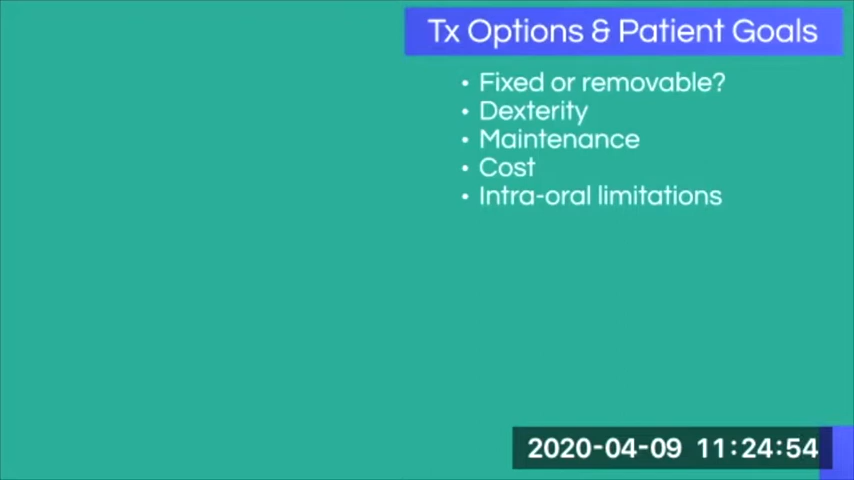 Tx Options & Patient Goals
• Fixed or removable?
• Dexterity
• Maintenance
• Cost
• Intra-oral limitations
2020-04-09 11:24:54